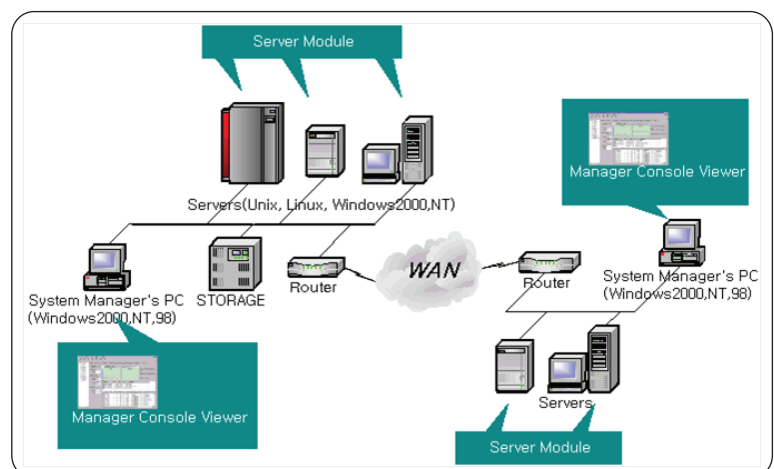 Server Module
Manager Console Viewer
Servers(Unix, Linux, Windows2000,NT)
System Manager's PC
(Windows2000,NT,98)
STORAGE
Router
WAN
Router
System Manager's PC
(Windows2000,NT,98)
Manager Console Viewer
Servers
Server Module